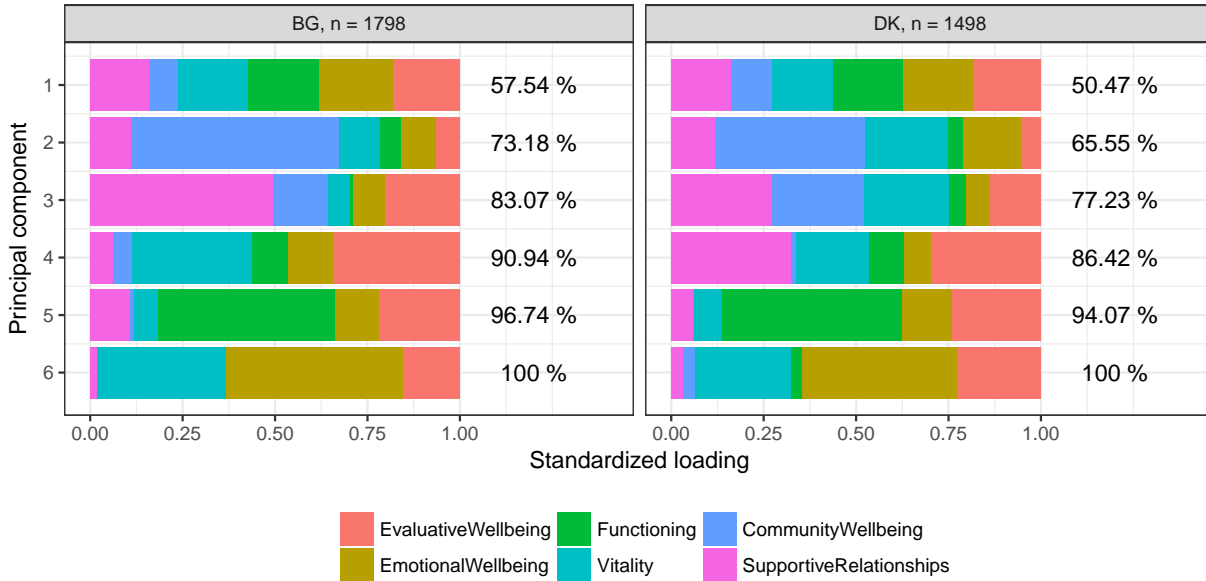 BG, n = 1798
DK, n = 1498
Principal component
1
2
3
4
5
6
57.54 %
73.18 %
83.07 %
90.94 %
96.74 %
100 %
50.47 %
65.55 %
77.23 %
86.42 %
94.07 %
100 %
0.00 0.25 0.50 0.75 1.00
0.00 0.25 0.50 0.75 1.00
Standardized loading
EvaluativeWellbeing Functioning CommunityWellbeing
EmotionalWellbeing Vitality SupportiveRelationships